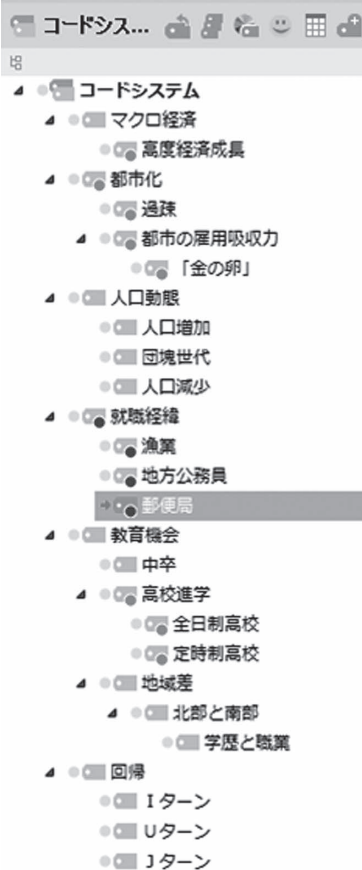 コードシス...
コードシステム
マクロ経済
高度経済成長
都市化
過疎
都市の雇用吸収力
「金の卵」
人口動態
人口増加
団塊世代
人口減少
就職経緯
漁業
地方公務員
郵便局
教育機会
中卒
高校進学
全日制高校
定時制高校
地域差
北部と南部
学歴と職業
回帰
Iターン
Uターン
Jターン